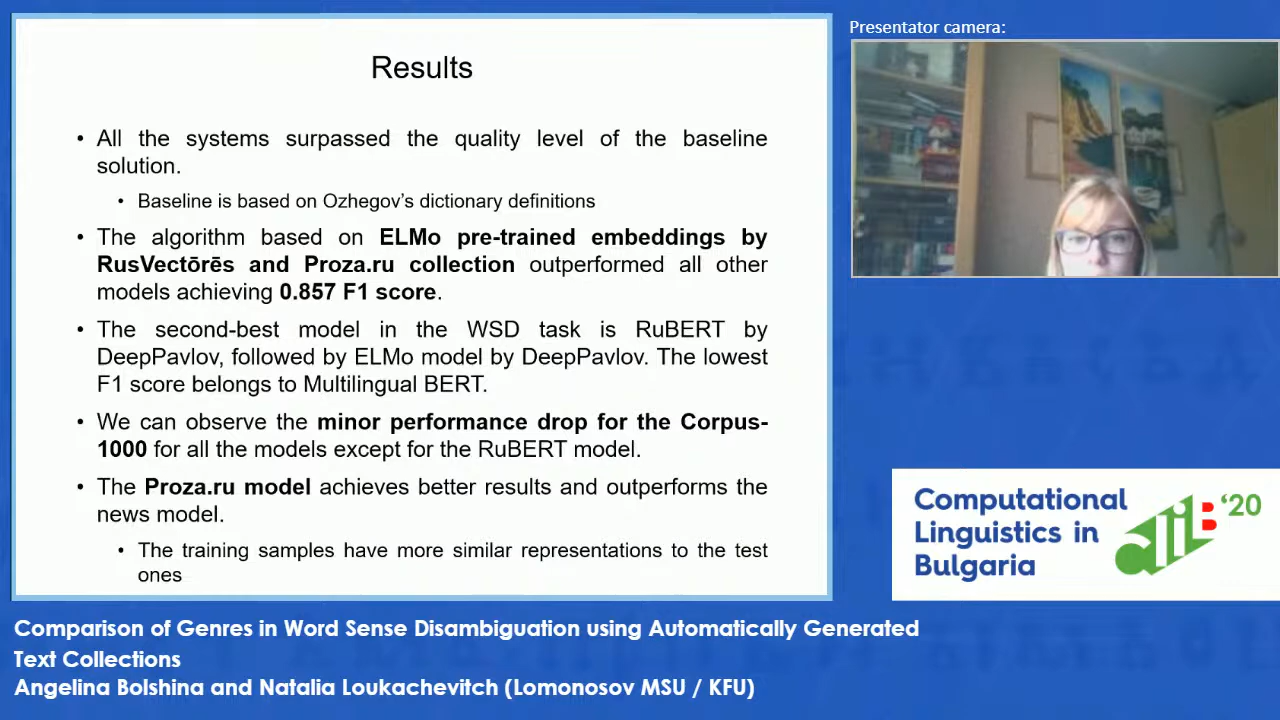 Results
• All the systems surpassed the quality level of the baseline
solution.
• Baseline is based on Ozhegov's dictionary definitions
• The algorithm based on ELMo pre-trained embeddings by
RusVectōrēs and Proza.ru collection outperformed all other
models achieving 0.857 F1 score.
• The second-best model in the WSD task is RuBERT by
DeepPavlov, followed by ELMo model by DeepPavlov. The lowest
F1 score belongs to Multilingual BERT.
• We can observe the minor performance drop for the Corpus-
1000 for all the models except for the RuBERT model.
• The Proza.ru model achieves better results and outperforms the
news model.
• The training samples have more similar representations to the test
ones
Presentator camera:
Computational
Linguistics in
Bulgaria
cliB '20
Comparison of Genres in Word Sense Disambiguation using Automatically Generated
Text Collections
Angelina Bolshina and Natalia Loukachevitch (Lomonosov MSU / KFU)